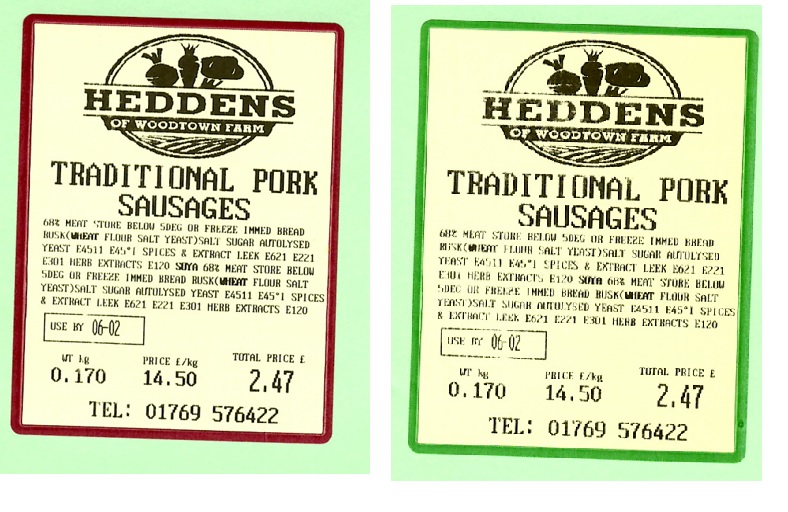 HEDDENS
OF WOODTOWN FARM
TRADITIONAL PORK
SAUSAGES
68% MEAT STORE BELOW 5DEG OR FREEZE IMMED BREAD
RUSK(WHEAT FLOUR SALT YEAST)SALT SUGAR AUTOLYSED
YEAST E4511 E45°1 SPICES & EXTRACT LEEK E621 E221
E301 HERB EXTRACTS E120 SUYA 68% MEAT STORE BELOW
5DEG OR FREEZE IMMED BREAD RUSK(WHEAT FLOUR SALT
YEAST)SALT SUGAR AUTOLYSED YEAST E4511 E45°1 SPICES
& EXTRACT LEEK E621 E221 E301 HERB EXTRACTS E120
USE BY 06-02
WT kg PRICE £/kg TOTAL PRICE £
0.170 14.50 2.47
TEL: 01769 576422
HEDDENS
OF WOODTOWN FARM
TRADITIONAL PORK
SAUSAGES
68% MEAT STORE BELOW 5DEG OR FREEZE IMMED BREAD
RUSK(WHEAT FLOUR SALT YEAST)SALT SUGAR AUTOLYSED
YEAST E4511 E45°1 SPICES & EXTRACT LEEK E621 E221
E301 HERB EXTRACTS E120 SUYA 68% MEAT STORE BELOW
5DEG OR FREEZE IMMED BREAD RUSK(WHEAT FLOUR SALT
YEAST)SALT SUGAR AUTOLYSED YEAST E4511 E45°1 SPICES
& EXTRACT LEEK E621 E221 E301 HERB EXTRACTS E120
USE BY 06-02
WT kg PRICE £/kg TOTAL PRICE £
0.170 14.50 2.47
TEL: 01769 576422